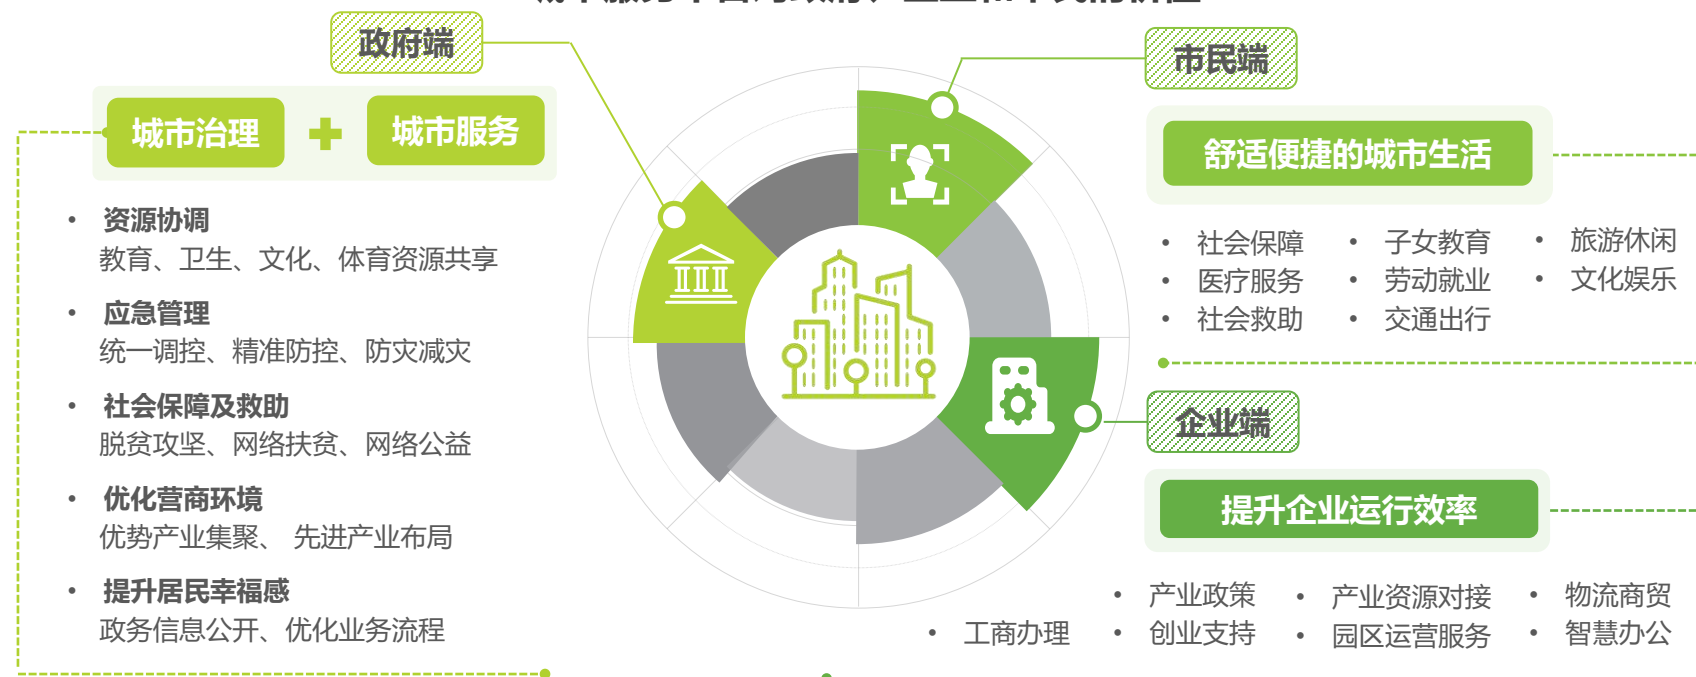 政府端
城市治理
城市服务
资源协调
教育、卫生、文化、体育资源共享
应急管理
统一调控、精准防控、防灾减灾
社会保障及救助
脱贫攻坚、网络扶贫、网络公益
优化营商环境
优势产业集聚、 先进产业布局
提升居民幸福感
政务信息公开、优化业务流程
市民端
舒适便捷的城市生活
社会保障
子女教育
旅游休闲
医疗服务
劳动就业
文化娱乐
社会救助
交通出行
企业端
提升企业运行效率
产业政策
产业资源对接
物流商贸
工商办理
创业支持
园区运营服务
智慧办公